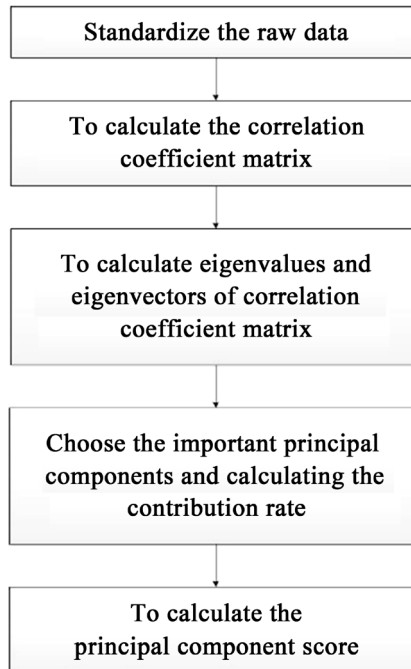 Standardize the raw data
To calculate the correlation
coefficient matrix
To calculate eigenvalues and
eigenvectors of correlation
coefficient matrix
Choose the important principal
components and calculating the
contribution rate
To calculate the
principal component score